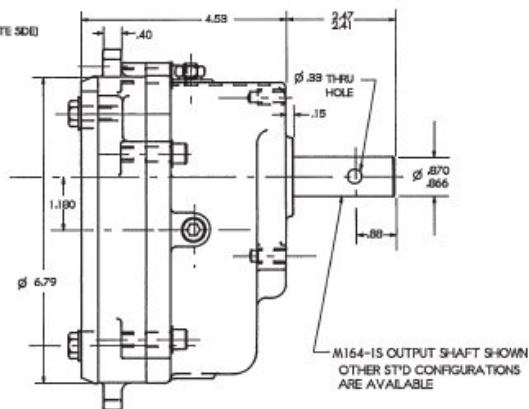 TE SIDE)
.40
4.53
2.47
2.41
Ø .33 THRU
HOLE
.15
Ø .870
.866
1.180
.88
Ø 6.79
M164-1S OUTPUT SHAFT SHOWN
OTHER ST'D CONFIGURATIONS
ARE AVAILABLE